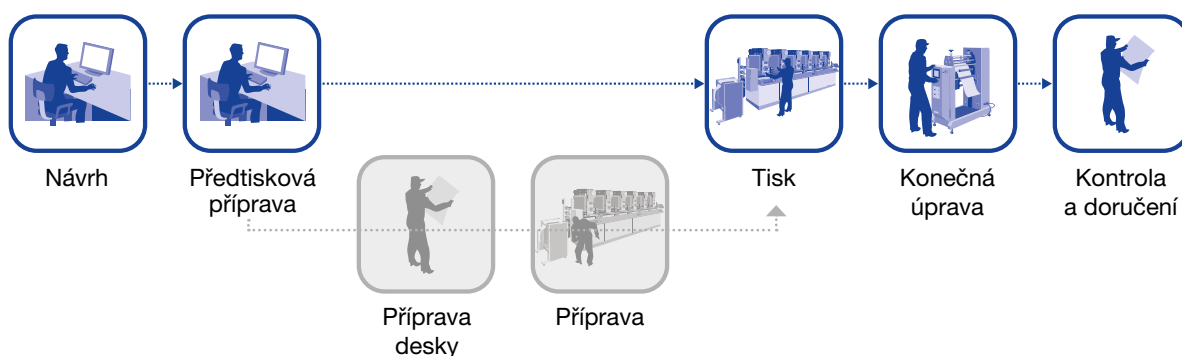 Návrh
Předtisková
příprava
Tisk
Konečná
úprava
Kontrola
a doručení
Příprava
desky
Příprava